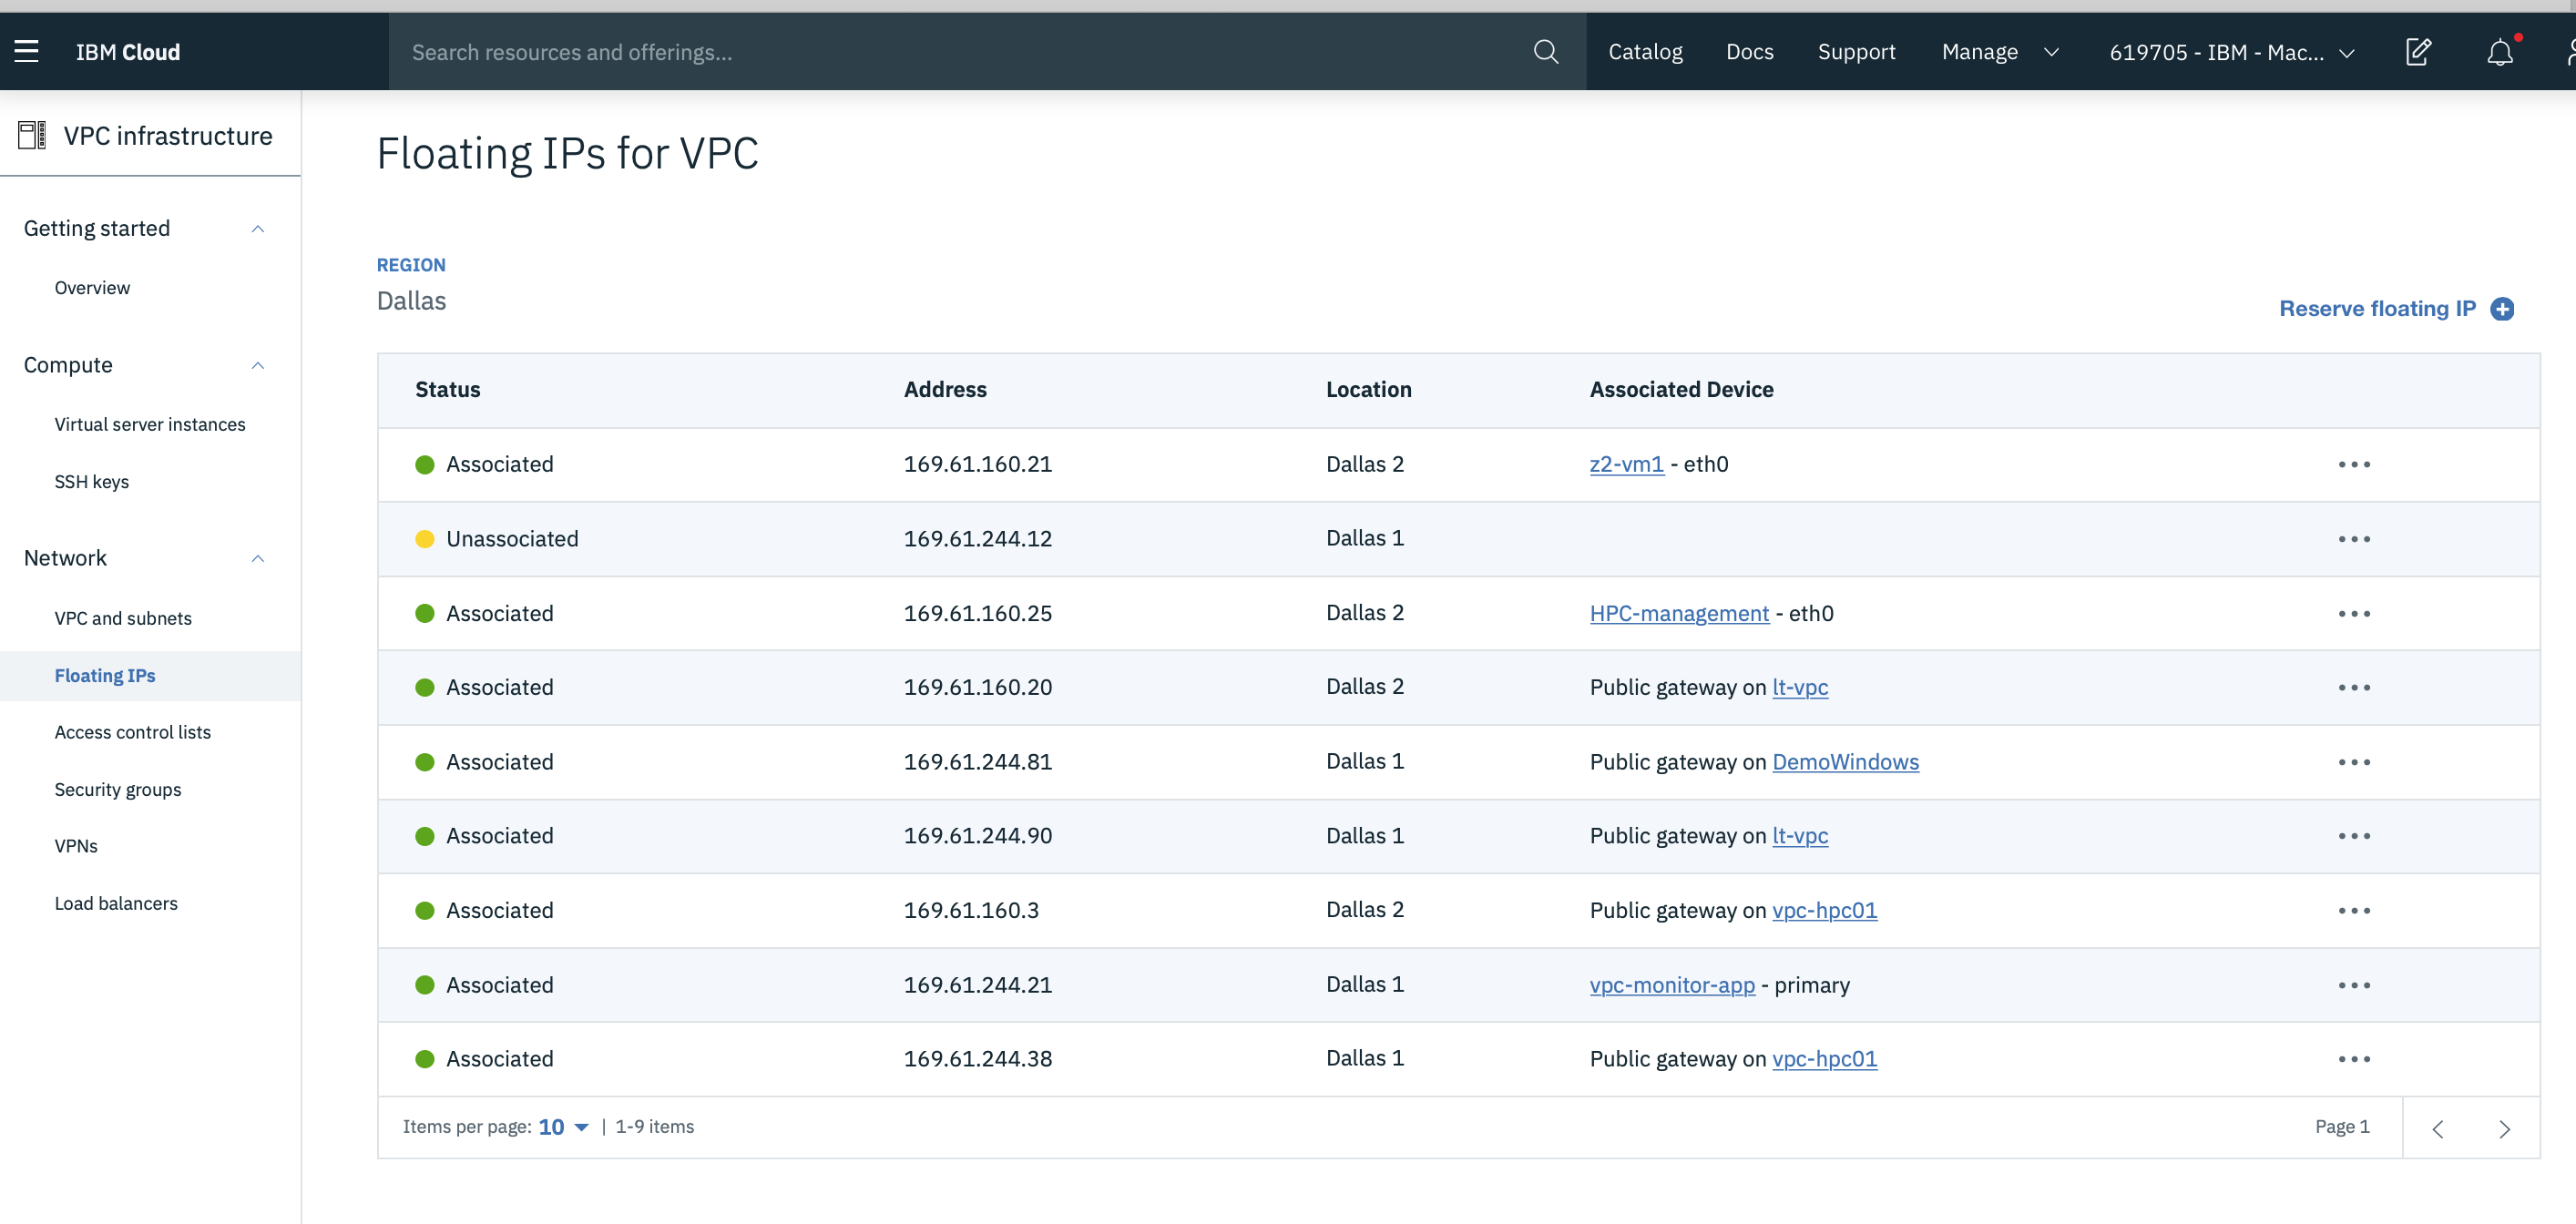 IBM Cloud
Search resources and offerings...
Catalog
Docs
Support
Manage
619705 - IBM - Mac...
VPC infrastructure
Getting started
Overview
Compute
Virtual server instances
SSH keys
Network
VPC and subnets
Floating IPs
Access control lists
Security groups
VPNs
Load balancers
Floating IPs for VPC
REGION
Dallas
Reserve floating IP
Status Address Location Associated Device
Associated 169.61.160.21 Dallas 2 z2-vm1 - eth0
Unassociated 169.61.244.12 Dallas 1
Associated 169.61.160.25 Dallas 2 HPC-management - eth0
Associated 169.61.160.20 Dallas 2 Public gateway on lt-vpc
Associated 169.61.244.81 Dallas 1 Public gateway on DemoWindows
Associated 169.61.244.90 Dallas 1 Public gateway on lt-vpc
Associated 169.61.160.3 Dallas 2 Public gateway on vpc-hpc01
Associated 169.61.244.21 Dallas 1 vpc-monitor-app - primary
Associated 169.61.244.38 Dallas 1 Public gateway on vpc-hpc01
Items per page: 10 | 1-9 items
Page 1